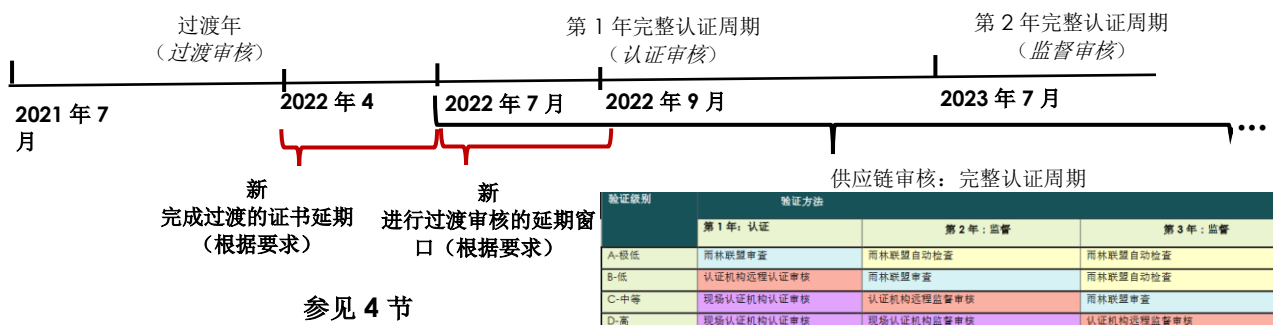 过渡年
（过渡审核）
第 1 年完整认证周期
（认证审核）
第 2 年完整认证周期
（监督审核）
2021 年 7
月
2022 年 4
2022 年 7 月
2022 年 9 月
2023 年 7 月
...
新
完成过渡的证书延期
（根据要求）
新
进行过渡审核的延期窗
口（根据要求）
参见 4 节
供应链审核：完整认证周期
验证级别 验证方法
第 1 年：认证 第 2 年：监督 第 3 年：监督
A-极低 雨林联盟审查 雨林联盟自动检查 雨林联盟自动检查
B-低 认证机构远程认证审核 雨林联盟审查 雨林联盟自动检查
C-中等 现场认证机构认证审核 认证机构远程监督审核 雨林联盟审查
D-高 现场认证机构认证审核 现场认证机构监督审核 认证机构远程监督审核